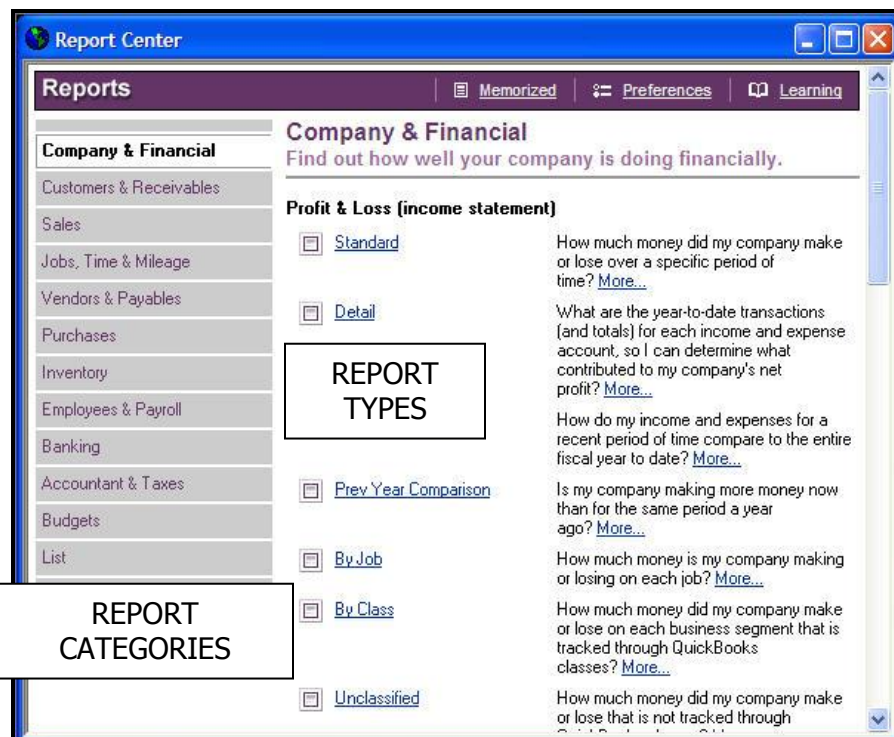 Report Center
Reports
Memorized
Preferences
Learning
Company & Financial
Customers & Receivables
Sales
Jobs, Time & Mileage
Vendors & Payables
Purchases
Inventory
Employees & Payroll
Banking
Accountant & Taxes
Budgets
List
REPORT
CATEGORIES
Company & Financial
Find out how well your company is doing financially.
Profit & Loss (income statement)
Standard
How much money did my company make
or lose over a specific period of
time? More...
Detail
What are the year-to-date transactions
(and totals) for each income and expense
account, so I can determine what
contributed to my company's net
profit? More...
REPORT
TYPES
How do my income and expenses for a
recent period of time compare to the entire
fiscal year to date? More...
Prev Year Comparison
Is my company making more money now
than for the same period a year
ago? More...
By Job
How much money is my company making
or losing on each job? More...
By Class
How much money did my company make
or lose on each business segment that is
tracked through QuickBooks
classes? More...
Unclassified
How much money did my company make
or lose that is not tracked through